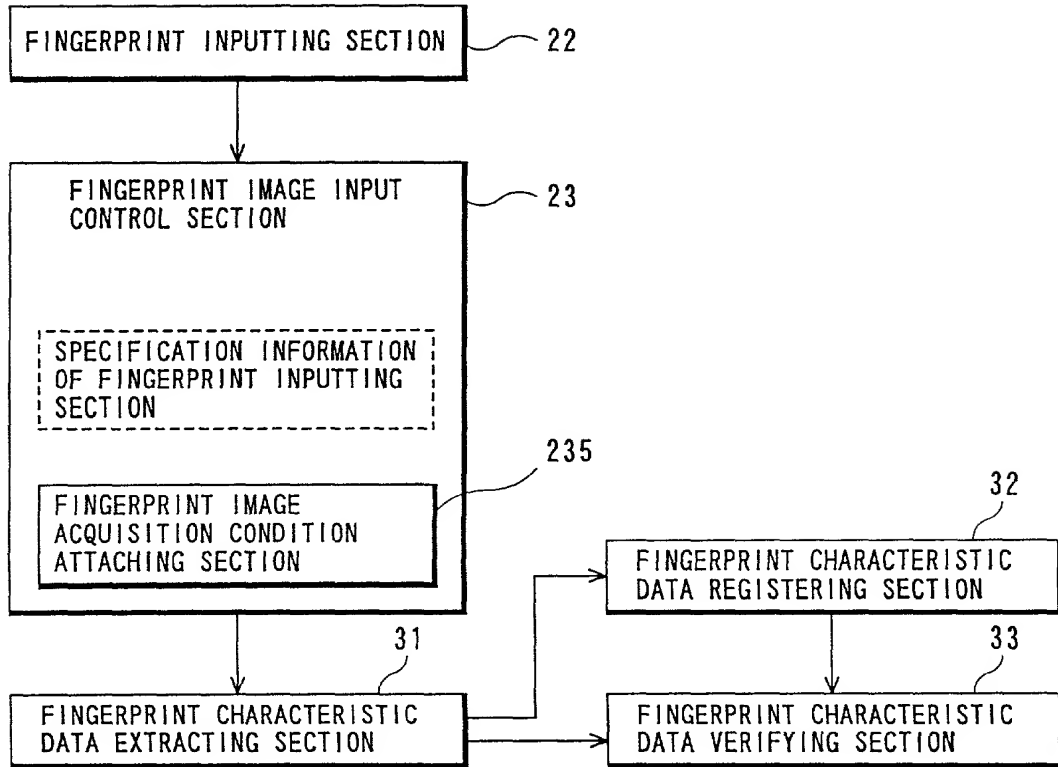 FINGERPRINT INPUTTING SECTION
22
FINGERPRINT IMAGE INPUT
CONTROL SECTION
23
SPECIFICATION INFORMATION
OF FINGERPRINT INPUTTING
SECTION
235
FINGERPRINT IMAGE
ACQUISITION CONDITION
ATTACHING SECTION
32
FINGERPRINT CHARACTERISTIC
DATA REGISTERING SECTION
31
FINGERPRINT CHARACTERISTIC
DATA EXTRACTING SECTION
33
FINGERPRINT CHARACTERISTIC
DATA VERIFYING SECTION